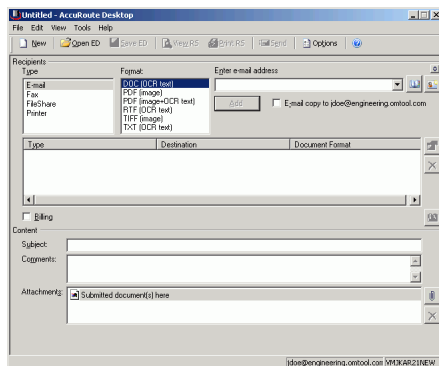 Untitled - AccuRoute Desktop
File Edit View Tools Help
New Open ED Save ED View RS Print RS Send Options
Recipients
Type Format: Enter e-mail address
E-mail
Fax
FileShare
Printer
DOC (OCR text)
PDF (image)
PDF (image+OCR text)
RTF (OCR text)
TIFF (image)
TXT (OCR text)
Add E-mail copy to jdoe@engineering.omtool.com
Type Destination Document Format
Billing
Content
Subject:
Comments:
Attachments: Submitted document(s) here
jdoe@engineering.omtool.com VMJKAR21NEW